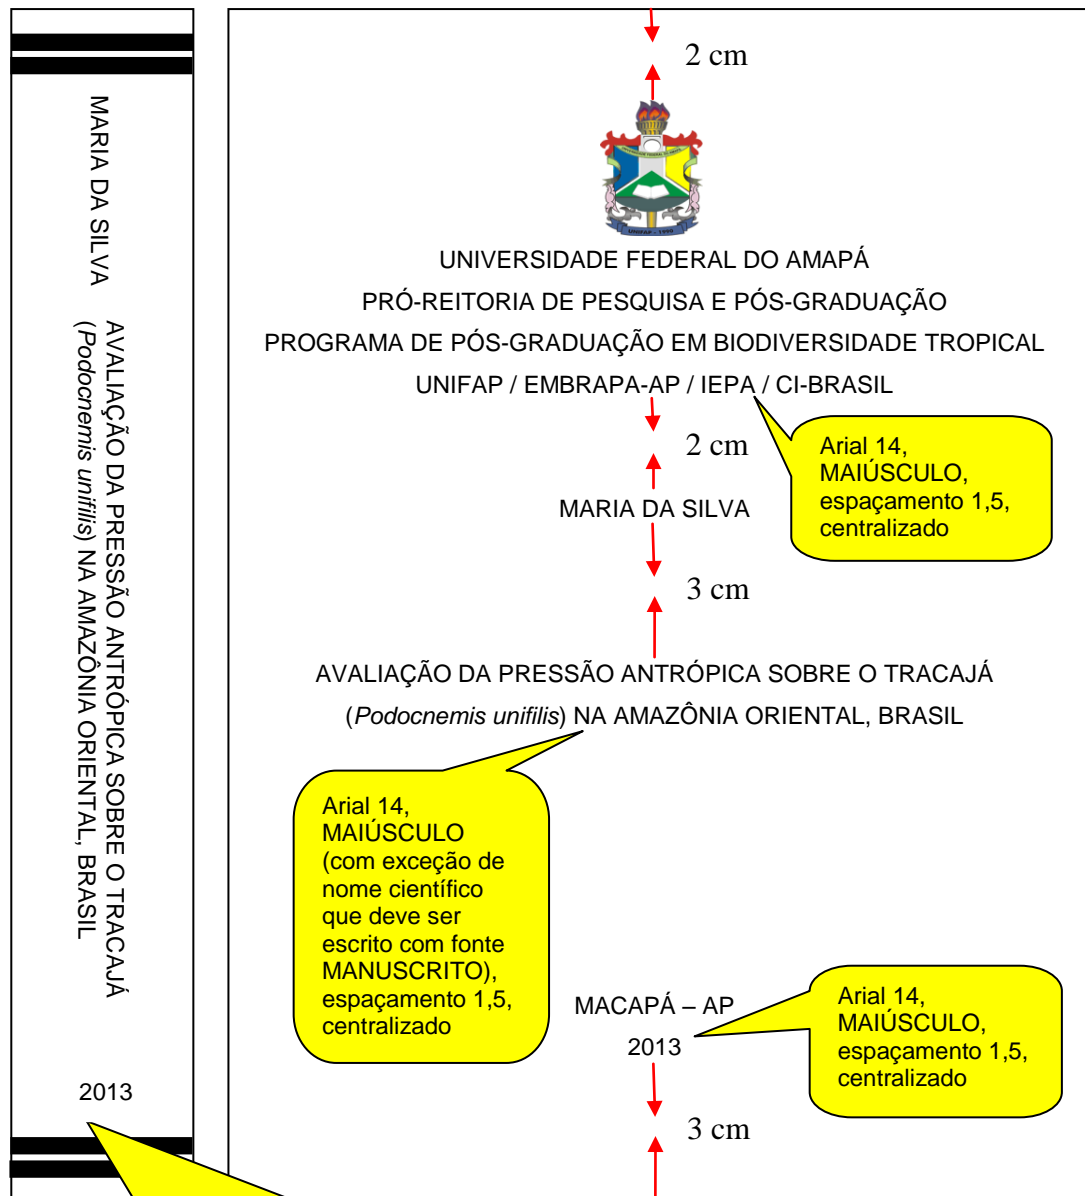 MARIA DA SILVA
AVALIAÇÃO DA PRESSÃO ANTRÓPICA SOBRE O TRACAJÁ
(Podocnemis unifilis) NA AMAZÔNIA ORIENTAL, BRASIL
2013
2 cm
UNIFAP - 1990
UNIVERSIDADE FEDERAL DO AMAPÁ
PRÓ-REITORIA DE PESQUISA E PÓS-GRADUAÇÃO
PROGRAMA DE PÓS-GRADUAÇÃO EM BIODIVERSIDADE TROPICAL
UNIFAP / EMBRAPA-AP / IEPA / CI-BRASIL
2 cm
Arial 14,
MAIÚSCULO,
espaçamento 1,5,
centralizado
MARIA DA SILVA
3 cm
AVALIAÇÃO DA PRESSÃO ANTRÓPICA SOBRE O TRACAJÁ
(Podocnemis unifilis) NA AMAZÔNIA ORIENTAL, BRASIL
Arial 14,
MAIÚSCULO
(com exceção de
nome científico
que deve ser
escrito com fonte
MANUSCRITO),
espaçamento 1,5,
centralizado
MACAPÁ – AP
2013
Arial 14,
MAIÚSCULO,
espaçamento 1,5,
centralizado
3 cm